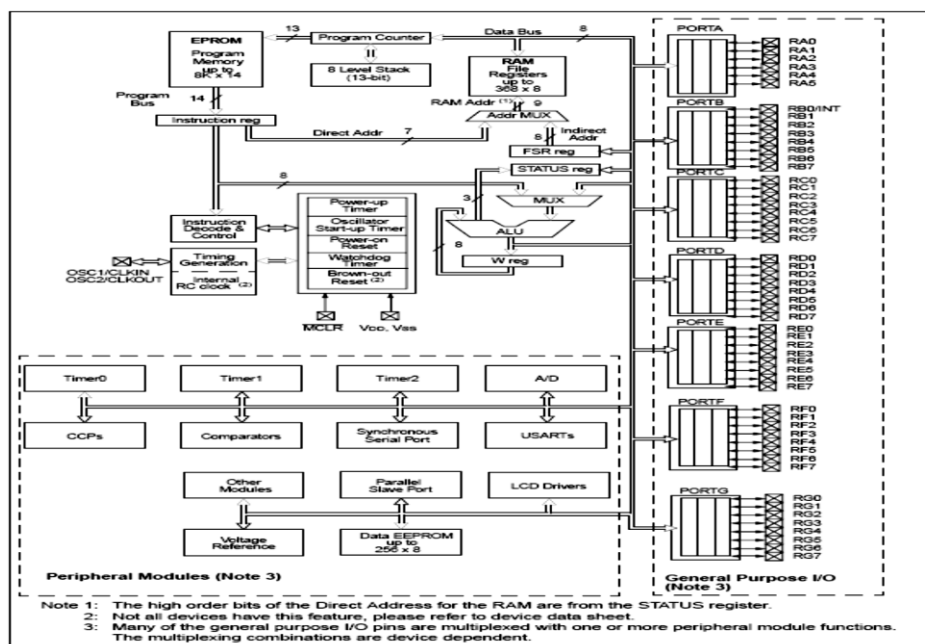 EPROM
Program
Memory
up to
8K x 14
13
Program Counter
8 Level Stack
(13-bit)
Data Bus
8
RAM
File
Registers
up to
368 x 8
Program
Bus
14
Instruction reg
RAM Addr (1)
9
Addr MUX
Direct Addr
7
8
Indirect
Addr
FSR reg
STATUS reg
8
3
MUX
ALU
8
W reg
Instruction
Decode &
Control
Timing
Generation
Internal
RC clock (2)
OSC1/CLKIN
OSC2/CLKOUT
Power-up
Timer
Oscillator
Start-up Timer
Power-on
Reset
Watchdog
Timer
Brown-out
Reset (2)
MCLR
VDD, VSS
PORTA
RA0
RA1
RA2
RA3
RA4
RA5
PORTB
RB0/INT
RB1
RB2
RB3
RB4
RB5
RB6
RB7
PORTC
RC0
RC1
RC2
RC3
RC4
RC5
RC6
RC7
PORTD
RD0
RD1
RD2
RD3
RD4
RD5
RD6
RD7
PORTE
RE0
RE1
RE2
RE3
RE4
RE5
RE6
RE7
PORTF
RF0
RF1
RF2
RF3
RF4
RF5
RF6
RF7
PORTG
RG0
RG1
RG2
RG3
RG4
RG5
RG6
RG7
General Purpose I/O
(Note 3)
Timer0
Timer1
Timer2
A/D
CCPs
Comparators
Synchronous
Serial Port
USARTs
Other
Modules
Parallel
Slave Port
LCD Drivers
Voltage
Reference
Data EEPROM
up to
256 x 8
Peripheral Modules (Note 3)
Note 1: The high order bits of the Direct Address for the RAM are from the STATUS register.
2: Not all devices have this feature, please refer to device data sheet.
3: Many of the general purpose I/O pins are multiplexed with one or more peripheral module functions.
The multiplexing combinations are device dependent.